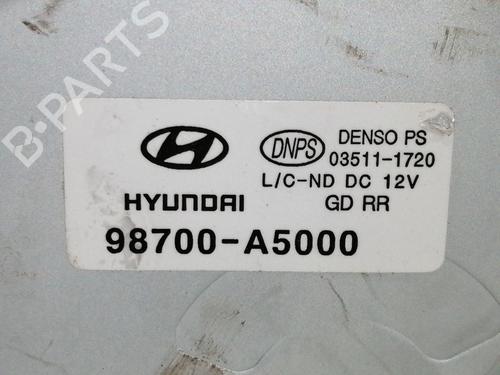 B-PARTS
HYUNDAI
98700-A5000
DNPS DENSO PS
03511-1720
L/C-ND DC 12V
GD RR